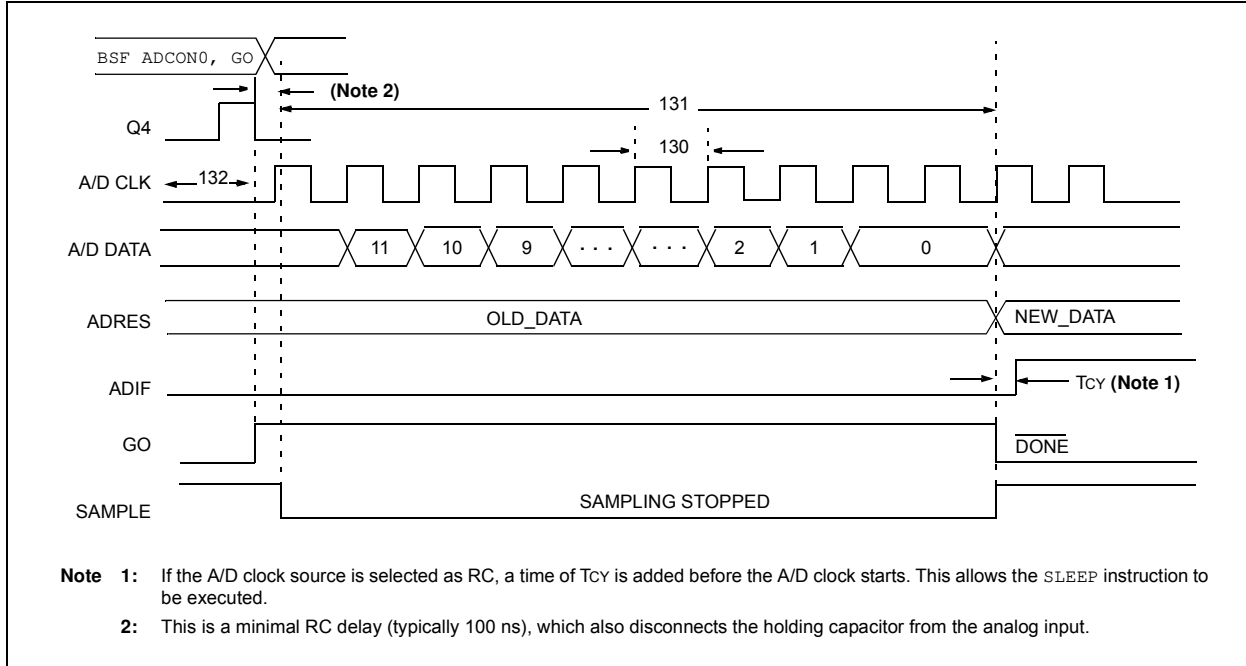 BSF ADCON0, GO
(Note 2)
131
Q4
130
A/D CLK
132
A/D DATA
11 10 9 . . . . . . 2 1 0
ADRES
OLD_DATA
NEW_DATA
ADIF
TCY (Note 1)
GO
DONE
SAMPLE
SAMPLING STOPPED
Note 1: If the A/D clock source is selected as RC, a time of TCY is added before the A/D clock starts. This allows the SLEEP instruction to
be executed.
2: This is a minimal RC delay (typically 100 ns), which also disconnects the holding capacitor from the analog input.